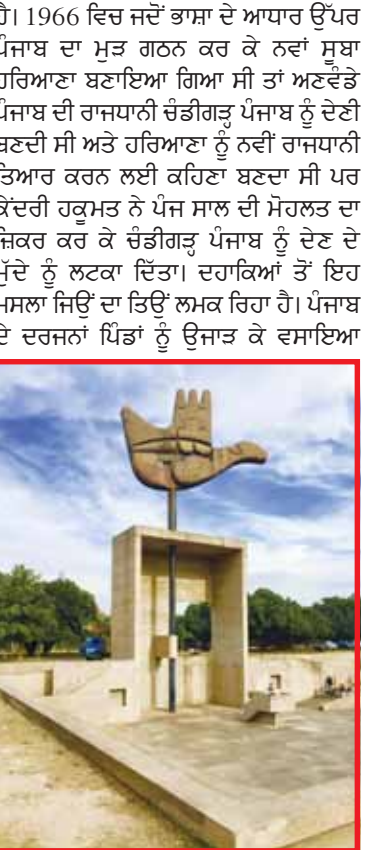 ਹੈ। 1966 ਵਿਚ ਜਦੋਂ ਭਾਸ਼ਾ ਦੇ ਆਧਾਰ ਉੱਪਰ
ਪੰਜਾਬ ਦਾ ਮੁੜ ਗਠਨ ਕਰ ਕੇ ਨਵਾਂ ਸੂਬਾ
ਹਰਿਆਣਾ ਬਣਾਇਆ ਗਿਆ ਸੀ ਤਾਂ ਅਣਵੰਡੇ
ਪੰਜਾਬ ਦੀ ਰਾਜਧਾਨੀ ਚੰਡੀਗੜ੍ਹ ਪੰਜਾਬ ਨੂੰ ਦੇਣੀ
ਬਣਦੀ ਸੀ ਅਤੇ ਹਰਿਆਣਾ ਨੂੰ ਨਵੀਂ ਰਾਜਧਾਨੀ
ਤਿਆਰ ਕਰਨ ਲਈ ਕਹਿਣਾ ਬਣਦਾ ਸੀ ਪਰ
ਕੇਂਦਰੀ ਹਕੂਮਤ ਨੇ ਪੰਜ ਸਾਲ ਦੀ ਮੋਹਲਤ ਦਾ
ਜ਼ਿਕਰ ਕਰ ਕੇ ਚੰਡੀਗੜ੍ਹ ਪੰਜਾਬ ਨੂੰ ਦੇਣ ਦੇ
ਮੁੱਦੇ ਨੂੰ ਲਟਕਾ ਦਿੱਤਾ। ਦਹਾਕਿਆਂ ਤੋਂ ਇਹ
ਮਸਲਾ ਜਿਉਂ ਦਾ ਤਿਉਂ ਲਮਕ ਰਿਹਾ ਹੈ। ਪੰਜਾਬ
ਦੇ ਦਰਜਨਾਂ ਪਿੰਡਾਂ ਨੂੰ ਉਜਾੜ ਕੇ ਵਸਾਇਆ